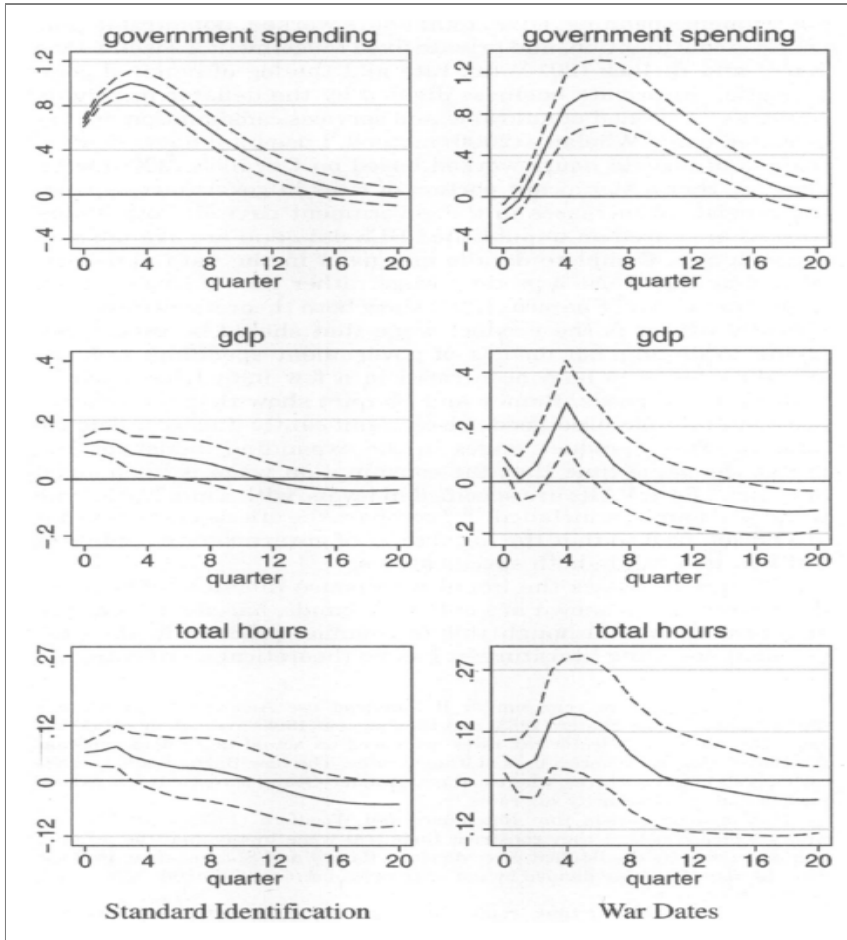 government spending
1.2
.8
.4
0
-.4
0 4 8 12 16 20
quarter
government spending
1.2
.8
.4
0
-.4
0 4 8 12 16 20
quarter
gdp
.4
.2
0
-.2
0 4 8 12 16 20
quarter
gdp
.4
.2
0
-.2
0 4 8 12 16 20
quarter
total hours
.27
.12
0
-.12
0 4 8 12 16 20
quarter
total hours
.27
.12
0
-.12
0 4 8 12 16 20
quarter
Standard Identification
War Dates